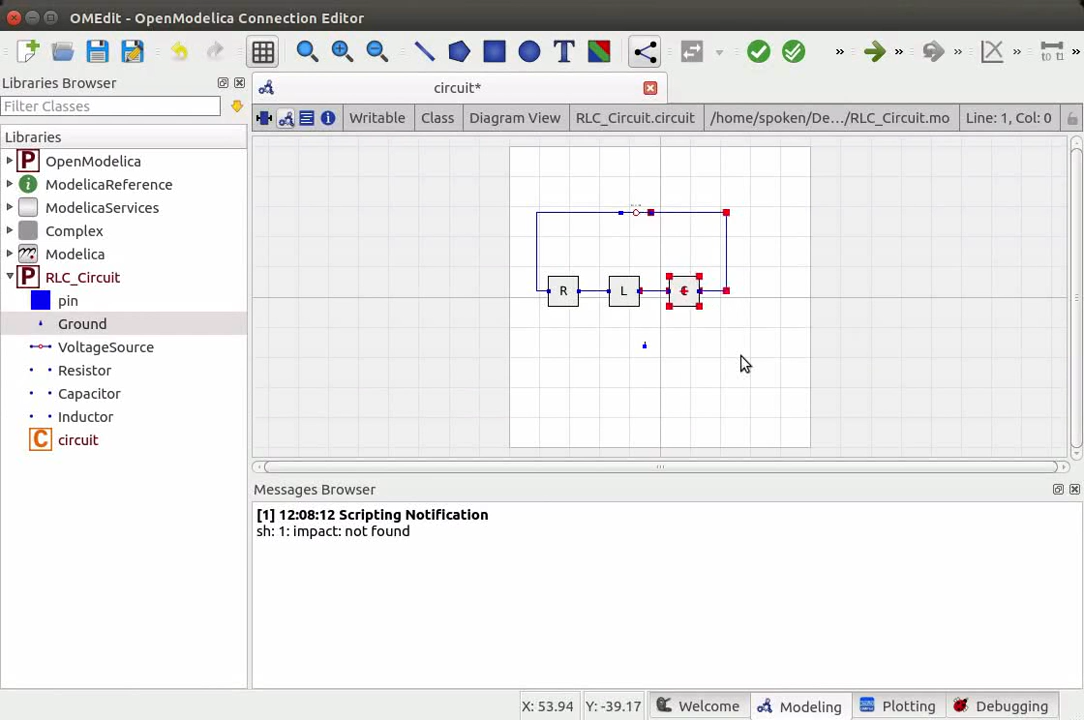 OMEdit - OpenModelica Connection Editor
T
»
»
»
»
»
to t1
Libraries Browser
circuit*
Filter Classes
Writable
Class
Diagram View
RLC_Circuit.circuit
/home/spoken/De.../RLC_Circuit.mo
Line: 1, Col: 0
Libraries
P OpenModelica
i ModelicaReference
ModelicaServices
Complex
Modelica
P RLC_Circuit
pin
Ground
VoltageSource
Resistor
Capacitor
Inductor
C circuit
R
L
C
Messages Browser
[1] 12:08:12 Scripting Notification
sh: 1: impact: not found
X: 53.94
Y: -39.17
Welcome
Modeling
Plotting
Debugging